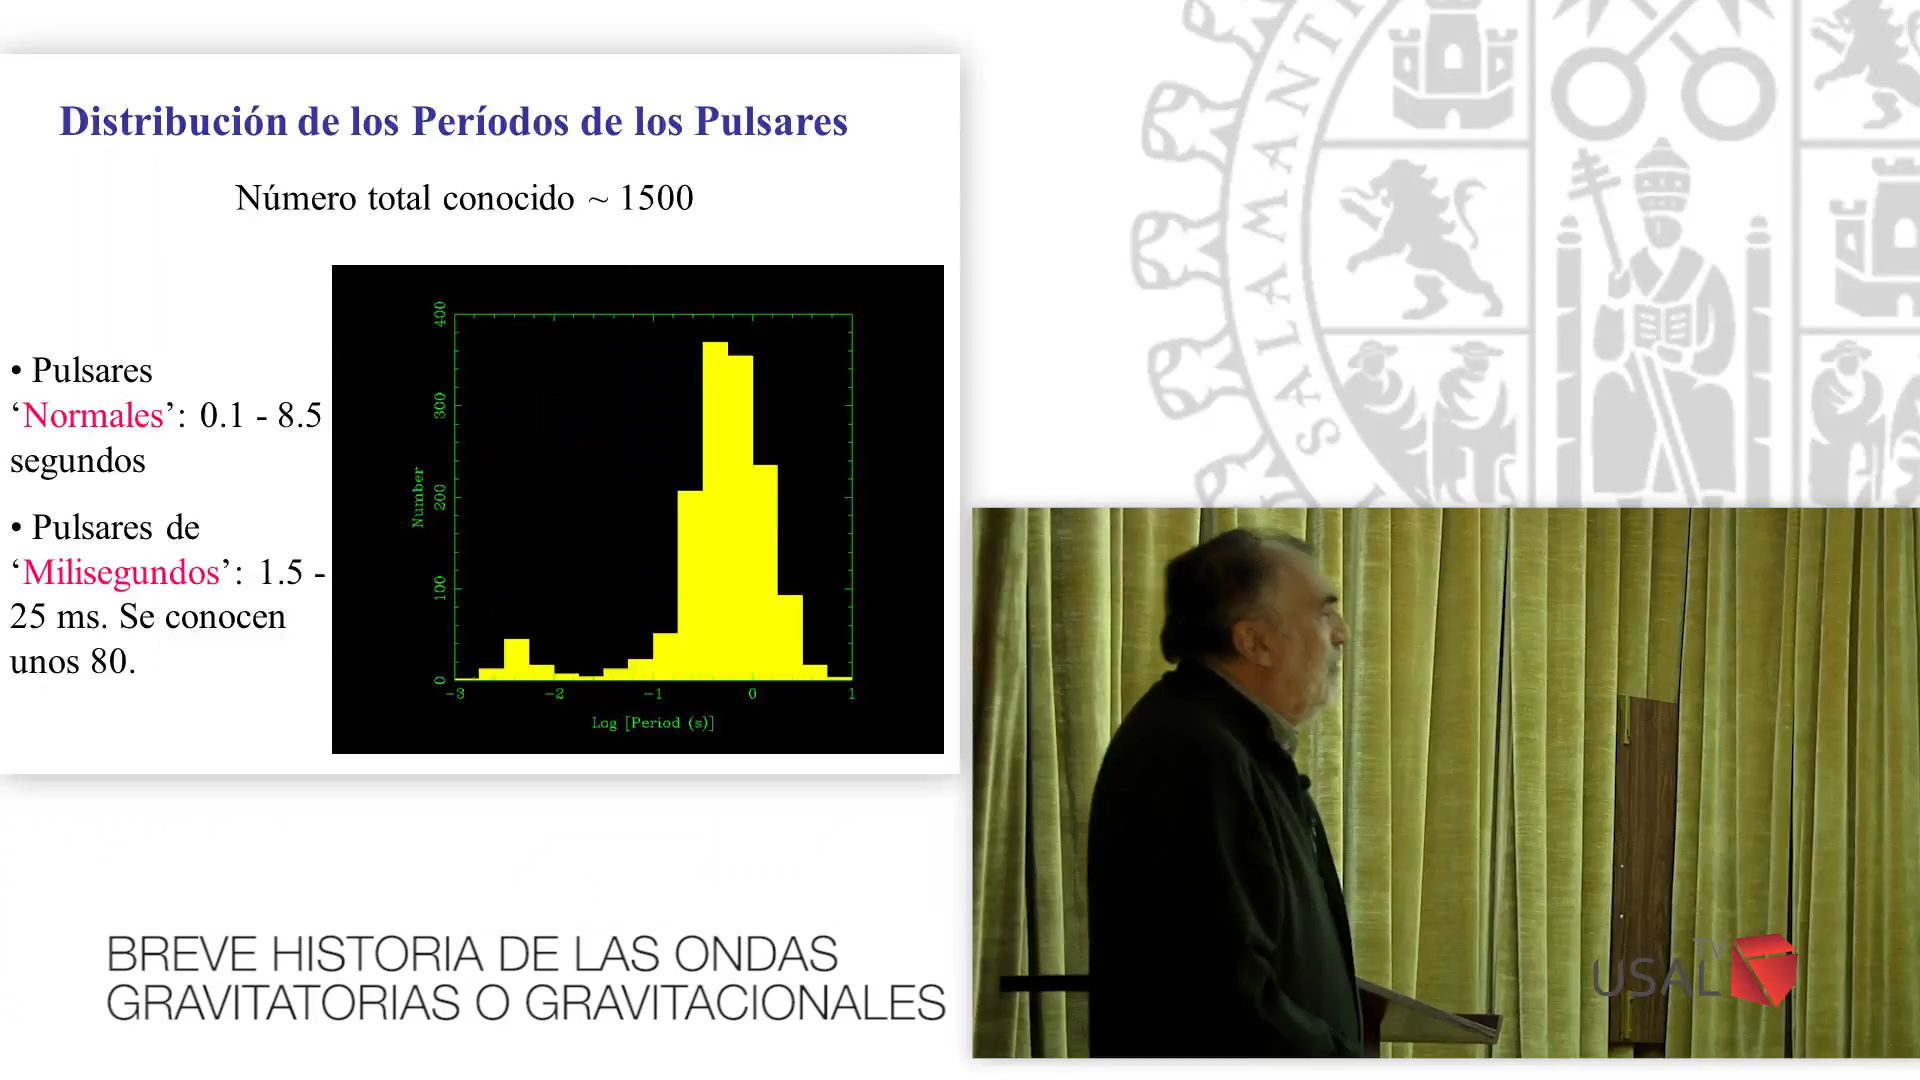 Distribución de los Períodos de los Pulsares
Número total conocido ~ 1500
• Pulsares
‘Normales’: 0.1 - 8.5
segundos
• Pulsares de
‘Milisegundos’: 1.5 -
25 ms. Se conocen
unos 80.
400
300
200
100
0
Number
-3
-2
-1
0
1
Log [Period (s)]
BREVE HISTORIA DE LAS ONDAS
GRAVITATORIAS O GRAVITACIONALES
SALAMANT
USAL TV